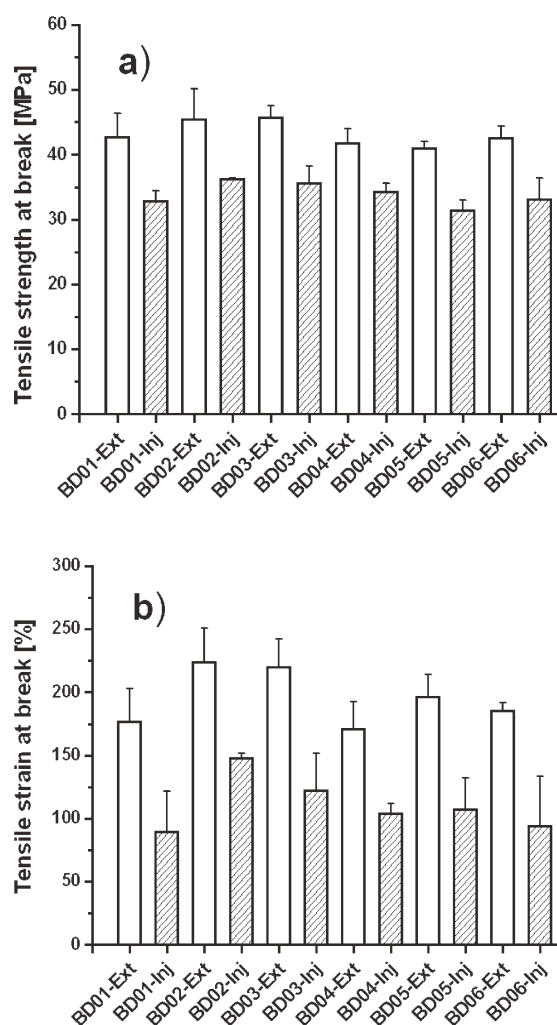 a)
Tensile strength at break [MPa]
60
50
40
30
20
10
0
BD01-Ext
BD01-Inj
BD02-Ext
BD02-Inj
BD03-Ext
BD03-Inj
BD04-Ext
BD04-Inj
BD05-Ext
BD05-Inj
BD06-Ext
BD06-Inj
b)
Tensile strain at break [%]
300
250
200
150
100
50
0
BD01-Ext
BD01-Inj
BD02-Ext
BD02-Inj
BD03-Ext
BD03-Inj
BD04-Ext
BD04-Inj
BD05-Ext
BD05-Inj
BD06-Ext
BD06-Inj